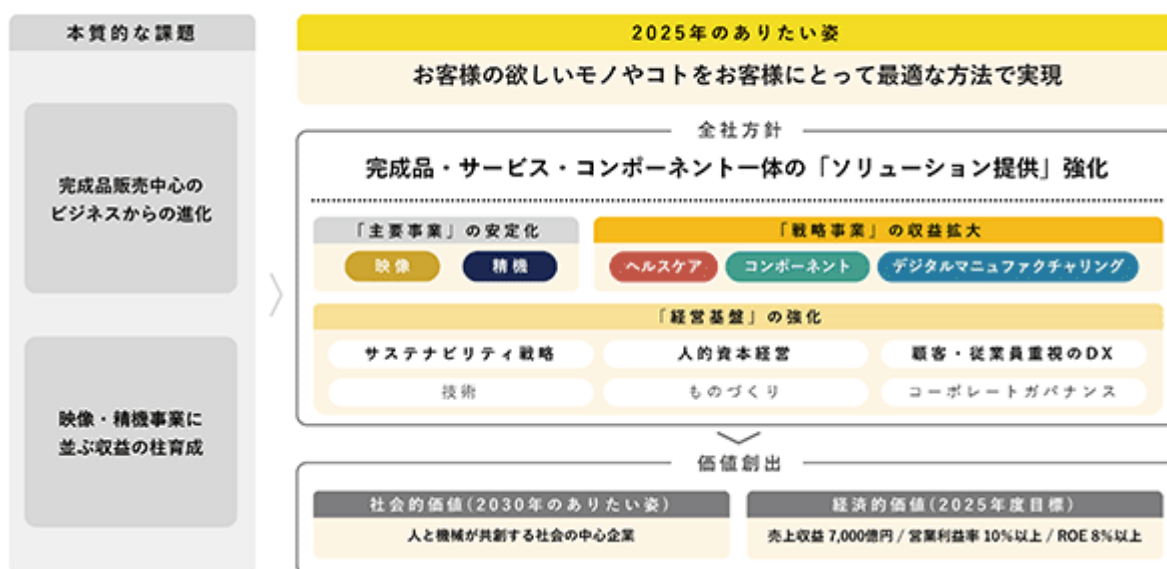 本質的な課題
完成品販売中心の
ビジネスからの進化
映像・精機事業に
並ぶ収益の柱育成
2025年のありたい姿
お客様の欲しいモノやコトをお客様にとって最適な方法で実現
全社方針
完成品・サービス・コンポーネント一体の「ソリューション提供」強化
「主要事業」の安定化
映像
精機
「戦略事業」の収益拡大
ヘルスケア
コンポーネント
デジタルマニュファクチャリング
「経営基盤」の強化
サステナビリティ戦略
人的資本経営
顧客・従業員重視のDX
技術
ものづくり
コーポレートガバナンス
価値創出
社会的価値(2030年のありたい姿)
人と機械が共創する社会の中心企業
経済的価値(2025年度目標)
売上収益 7,000億円 / 営業利益率 10%以上 / ROE 8%以上